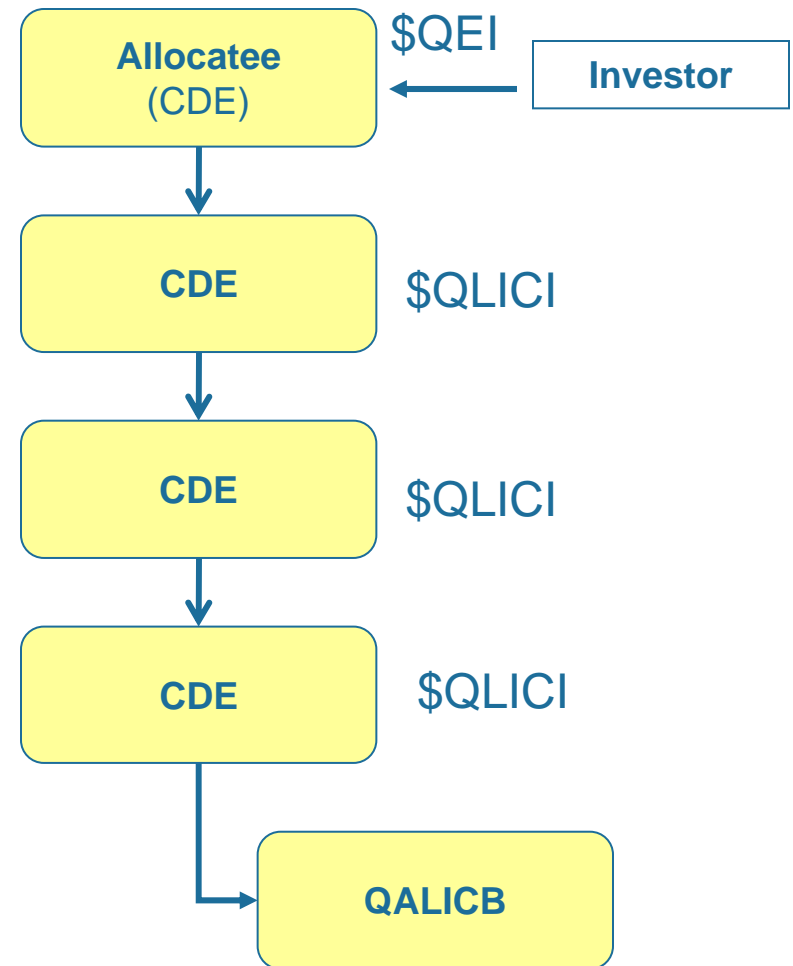 $QEI
Allocatee
(CDE)
Investor
CDE
$QLICI
CDE
$QLICI
CDE
$QLICI
QALICB